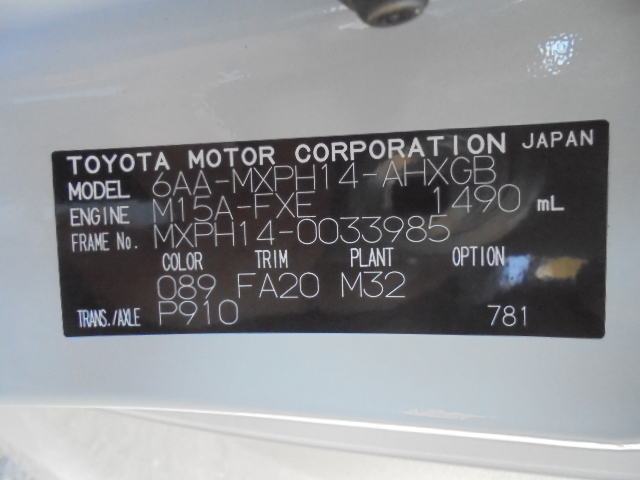 TOYOTA MOTOR CORPORATION JAPAN
MODEL 6AA-MXPH14-AHXGB
ENGINE M15A-FXE 1490 mL
FRAME No. MXPH14-0033985
COLOR TRIM PLANT OPTION
089 FA20 M32
TRANS./AXLE P910 781